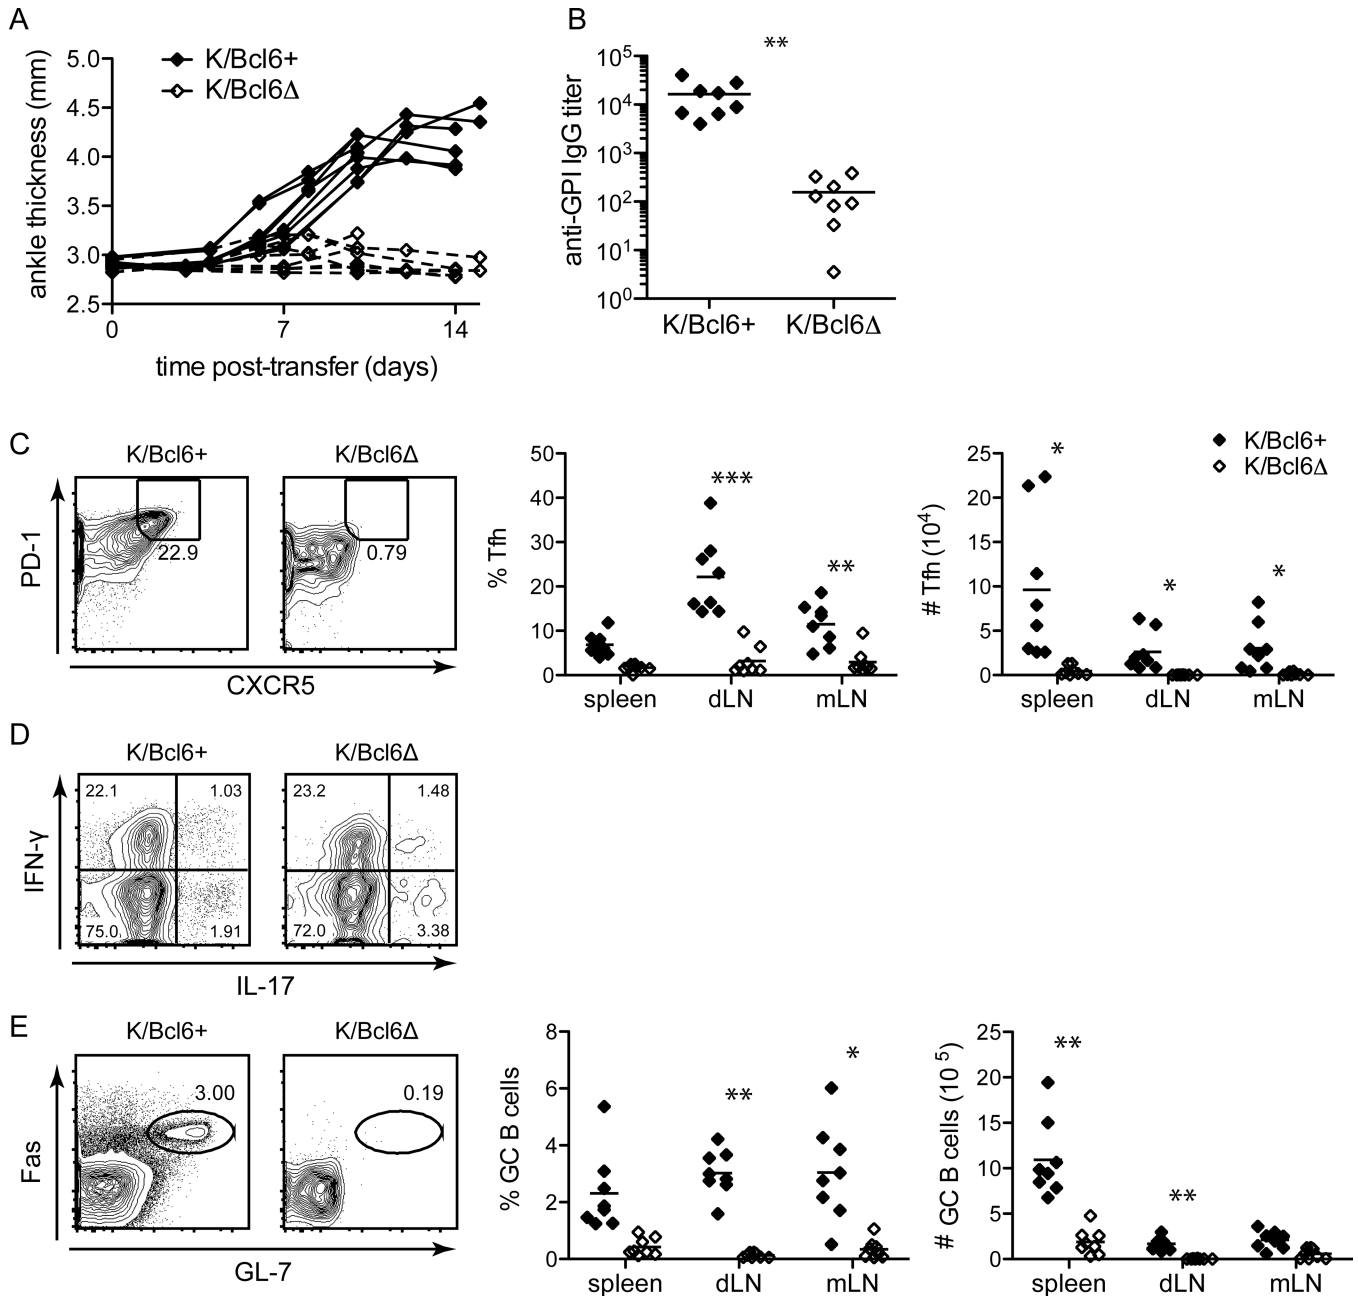 A
K/Bcl6+
K/Bcl6Δ
ankle thickness (mm)
5.0
4.5
4.0
3.5
3.0
2.5
0
7
14
time post-transfer (days)
B
**
anti-GPI IgG titer
10^5
10^4
10^3
10^2
10^1
10^0
K/Bcl6+
K/Bcl6Δ
C
K/Bcl6+
K/Bcl6Δ
PD-1
22.9
0.79
CXCR5
% Tfh
50
40
30
20
10
0
***
**
spleen
dLN
mLN
# Tfh (10^4)
25
20
15
10
5
0
*
*
*
spleen
dLN
mLN
K/Bcl6+
K/Bcl6Δ
D
K/Bcl6+
K/Bcl6Δ
IFN-γ
22.1
1.03
75.0
1.91
23.2
1.48
72.0
3.38
IL-17
E
K/Bcl6+
K/Bcl6Δ
Fas
3.00
0.19
GL-7
% GC B cells
8
6
4
2
0
**
*
spleen
dLN
mLN
# GC B cells (10^5)
25
20
15
10
5
0
**
**
spleen
dLN
mLN